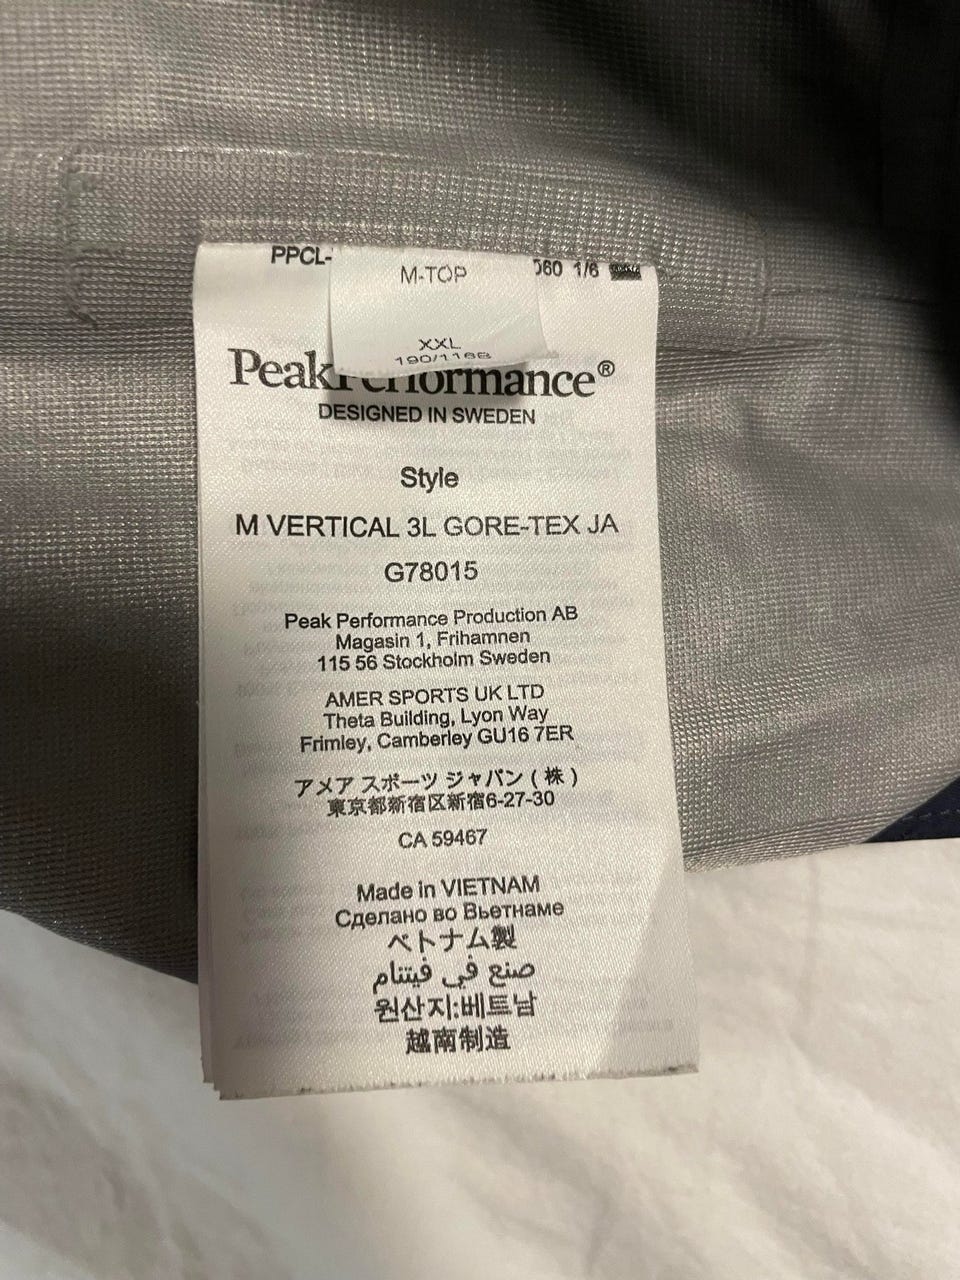 PPCL- 060 1/6
M-TOP
XXL
190/116B
PeakPerformance®
DESIGNED IN SWEDEN
Style
M VERTICAL 3L GORE-TEX JA
G78015
Peak Performance Production AB
Magasin 1, Frihamnen
115 56 Stockholm Sweden
AMER SPORTS UK LTD
Theta Building, Lyon Way
Frimley, Camberley GU16 7ER
アメア スポーツ ジャパン ( 株 )
東京都新宿区新宿6-27-30
CA 59467
Made in VIETNAM
Сделано во Вьетнаме
ベトナム製
صنع في فيتنام
원산지:베트남
越南制造